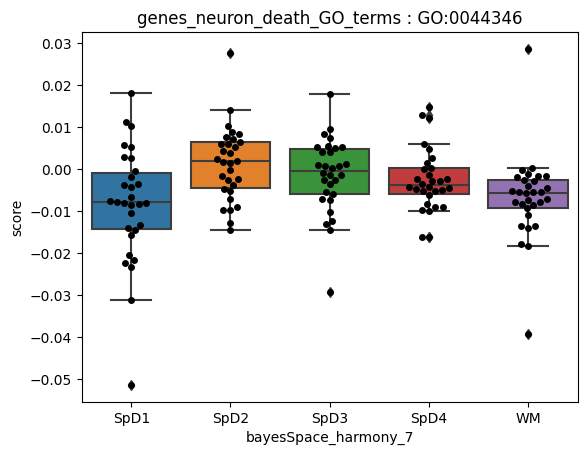 genes_neuron_death_GO_terms : GO:0044346
0.03
0.02
0.01
0.00
−0.01
−0.02
−0.03
−0.04
−0.05
score
SpD1 SpD2 SpD3 SpD4 WM
bayesSpace_harmony_7